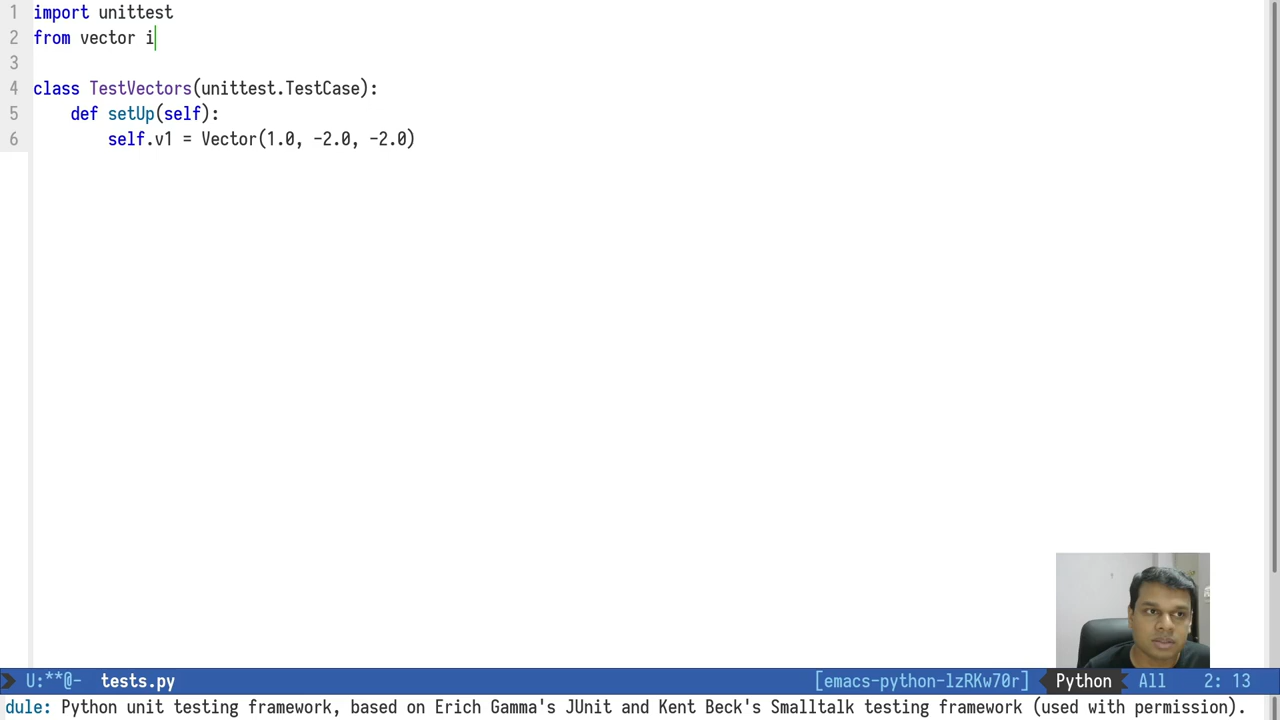 1 import unittest
2 from vector i
3
4 class TestVectors(unittest.TestCase):
5 def setUp(self):
6 self.v1 = Vector(1.0, -2.0, -2.0)
U:**@- tests.py [emacs-python-lzRKw70r] Python All 2: 13
dule: Python unit testing framework, based on Erich Gamma's JUnit and Kent Beck's Smalltalk testing framework (used with permission).